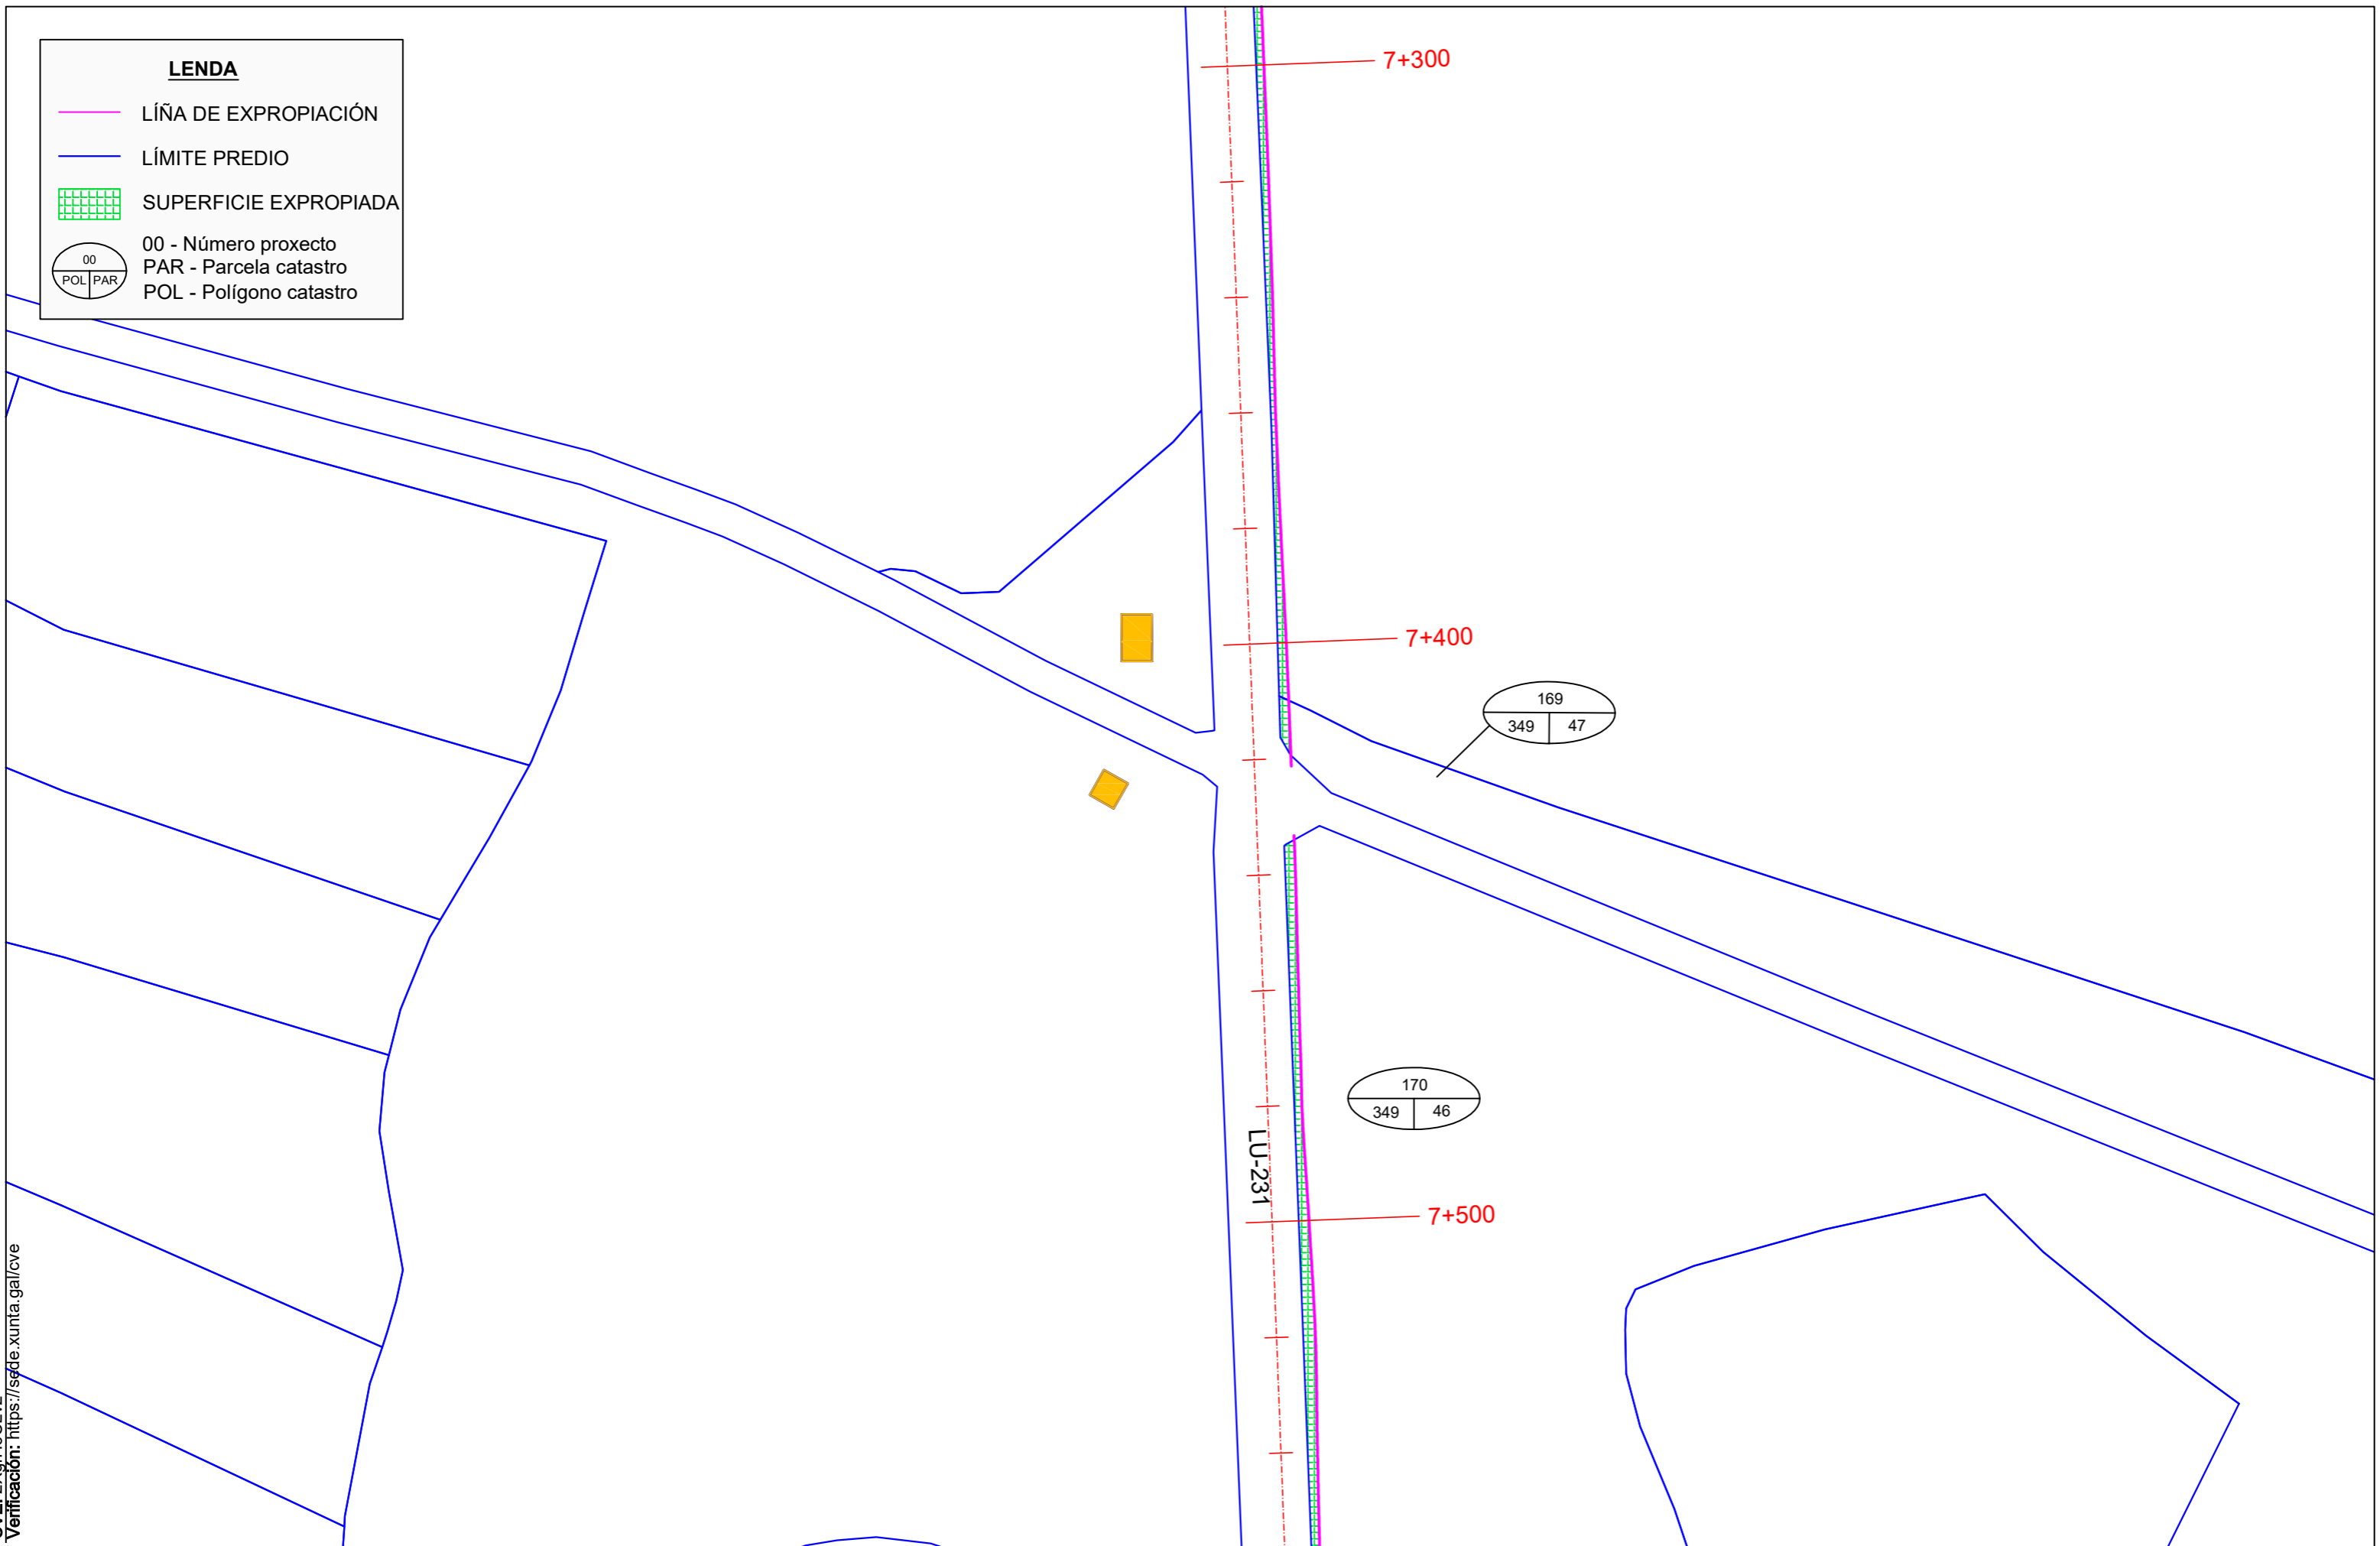 LENDA
LÍÑA DE EXPROPIACIÓN
LÍMITE PREDIO
SUPERFICIE EXPROPIADA
00
POL PAR
00 - Número proxecto
PAR - Parcela catastro
POL - Polígono catastro
7+300
7+400
169
349 47
170
349 46
LU-231
7+500
Verificación: https://sede.xunta.gal/cve